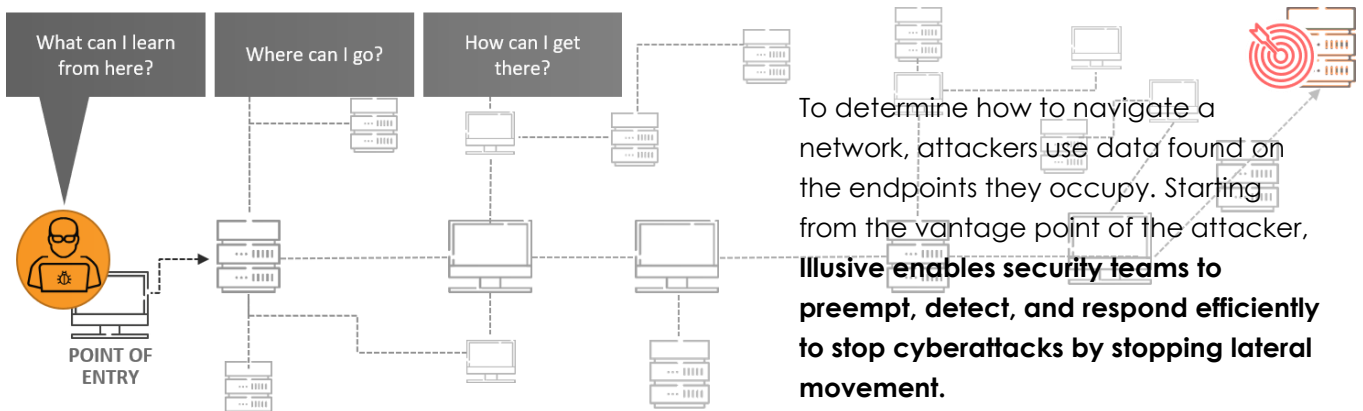 What can I learn
from here?
Where can I go?
How can I get
there?
To determine how to navigate a
network, attackers use data found on
the endpoints they occupy. Starting
from the vantage point of the attacker,
Illusive enables security teams to
preempt, detect, and respond efficiently
to stop cyberattacks by stopping lateral
movement.
POINT OF
ENTRY